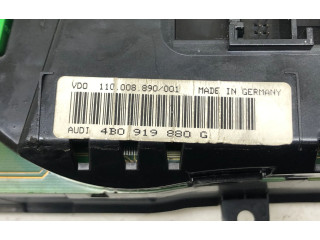 VDO 110.008.890/001 MADE IN GERMANY
AUDI 4B0 919 880 G